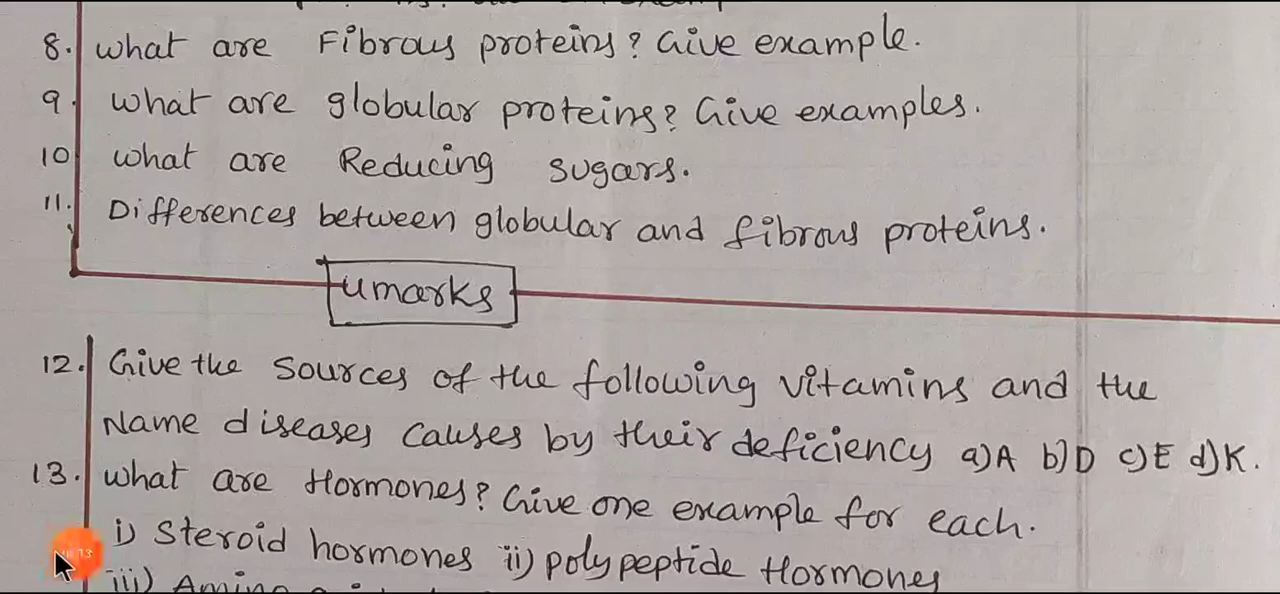 8. what are Fibrous proteins? Give example.
9. what are globular proteins? Give examples.
10 what are Reducing sugars.
11. Differences between globular and fibrous proteins.
4marks
12. Give the sources of the following vitamins and the
Name diseases causes by their deficiency a)A b)D c)E d)K.
13. what are Hormones? Give one example for each.
i) Steroid hormones ii) polypeptide Hormones
iii) Amino